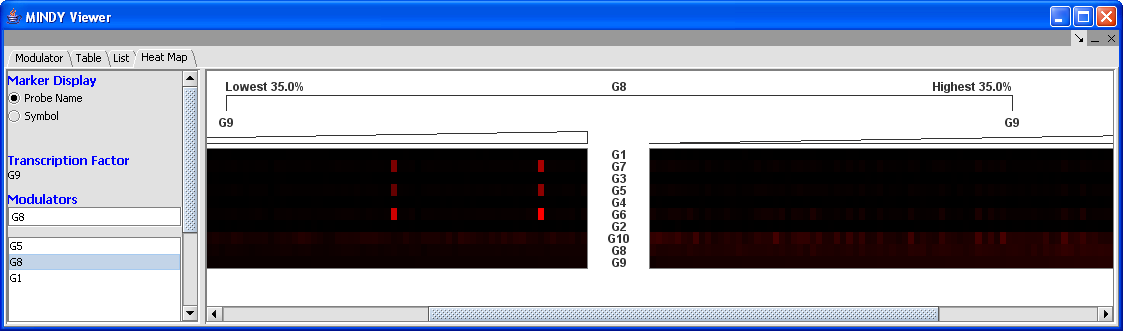 MINDY Viewer
Modulator Table List Heat Map
Marker Display
Probe Name
Symbol
Transcription Factor
G9
Modulators
G8
G5
G8
G1
Lowest 35.0% G8 Highest 35.0%
G9 G9
G1
G7
G3
G5
G4
G6
G2
G10
G8
G9